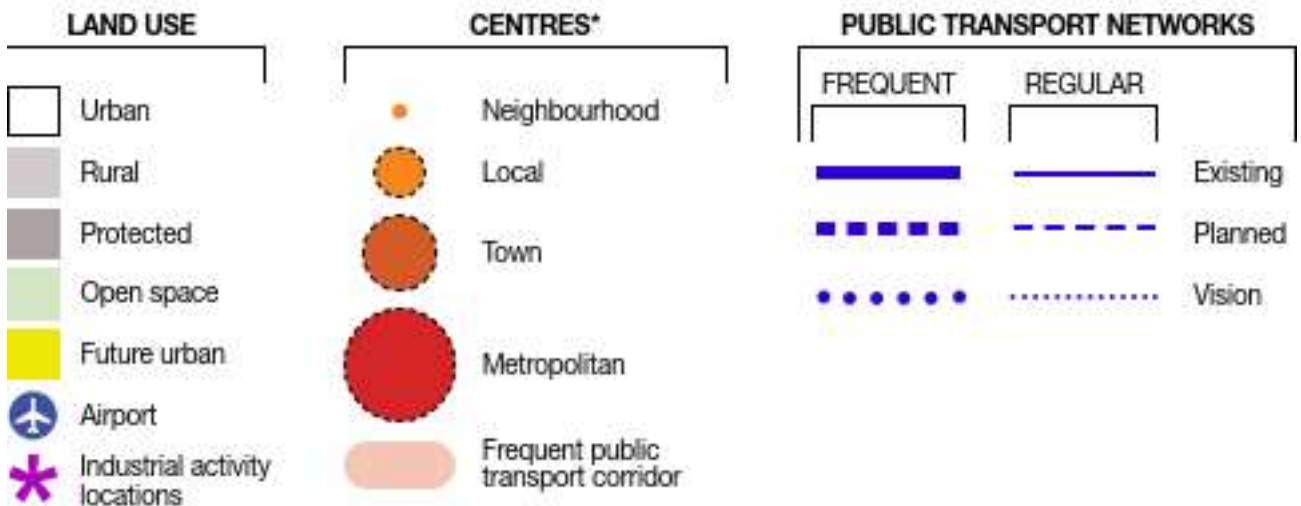 LAND USE
Urban
Rural
Protected
Open space
Future urban
Airport
Industrial activity
locations
CENTRES*
Neighbourhood
Local
Town
Metropolitan
Frequent public
transport corridor
PUBLIC TRANSPORT NETWORKS
FREQUENT
REGULAR
Existing
Planned
Vision